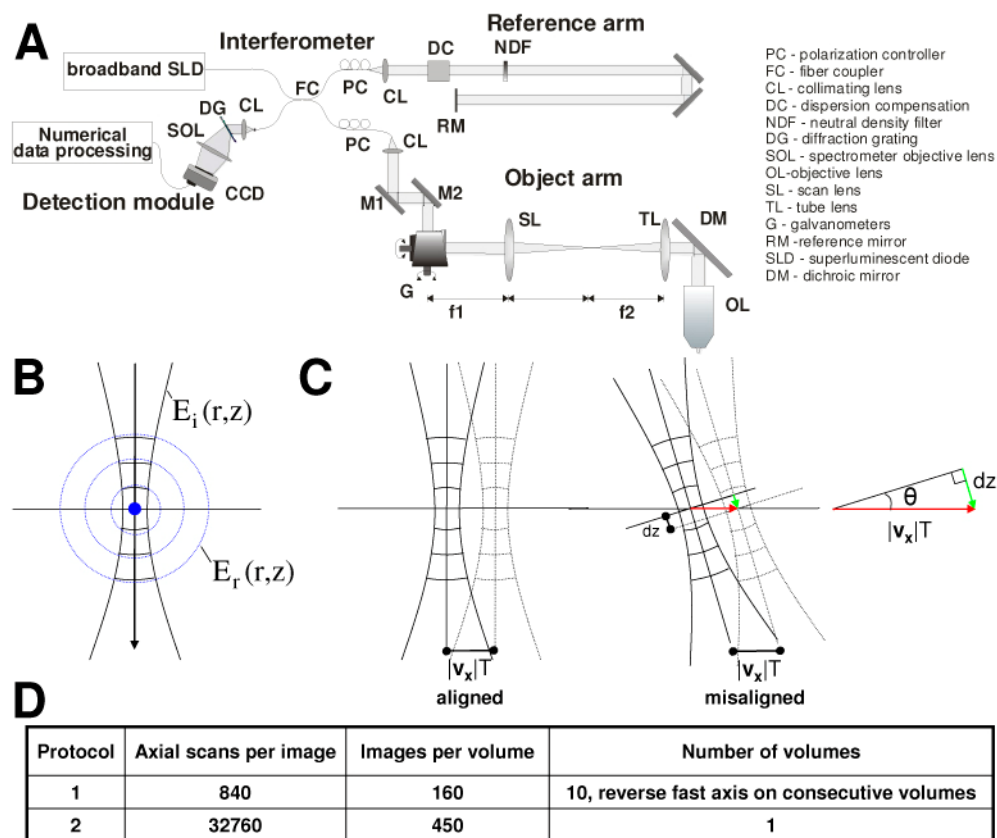 A
Interferometer
Reference arm
broadband SLD
FC
PC
CL
DC
NDF
RM
DG
CL
SOL
Numerical
data processing
CCD
Detection module
PC
CL
M1
M2
Object arm
SL
TL
DM
G
f1
f2
OL
PC - polarization controller
FC - fiber coupler
CL - collimating lens
DC - dispersion compensation
NDF - neutral density filter
DG - diffraction grating
SOL - spectrometer objective lens
OL-objective lens
SL - scan lens
TL - tube lens
G - galvanometers
RM -reference mirror
SLD - superluminescent diode
DM - dichroic mirror
B
Ei (r,z)
Er (r,z)
C
|vx|T
aligned
dz
|vx|T
misaligned
θ
dz
|vx|T
D
Protocol Axial scans per image Images per volume Number of volumes
1 840 160 10, reverse fast axis on consecutive volumes
2 32760 450 1